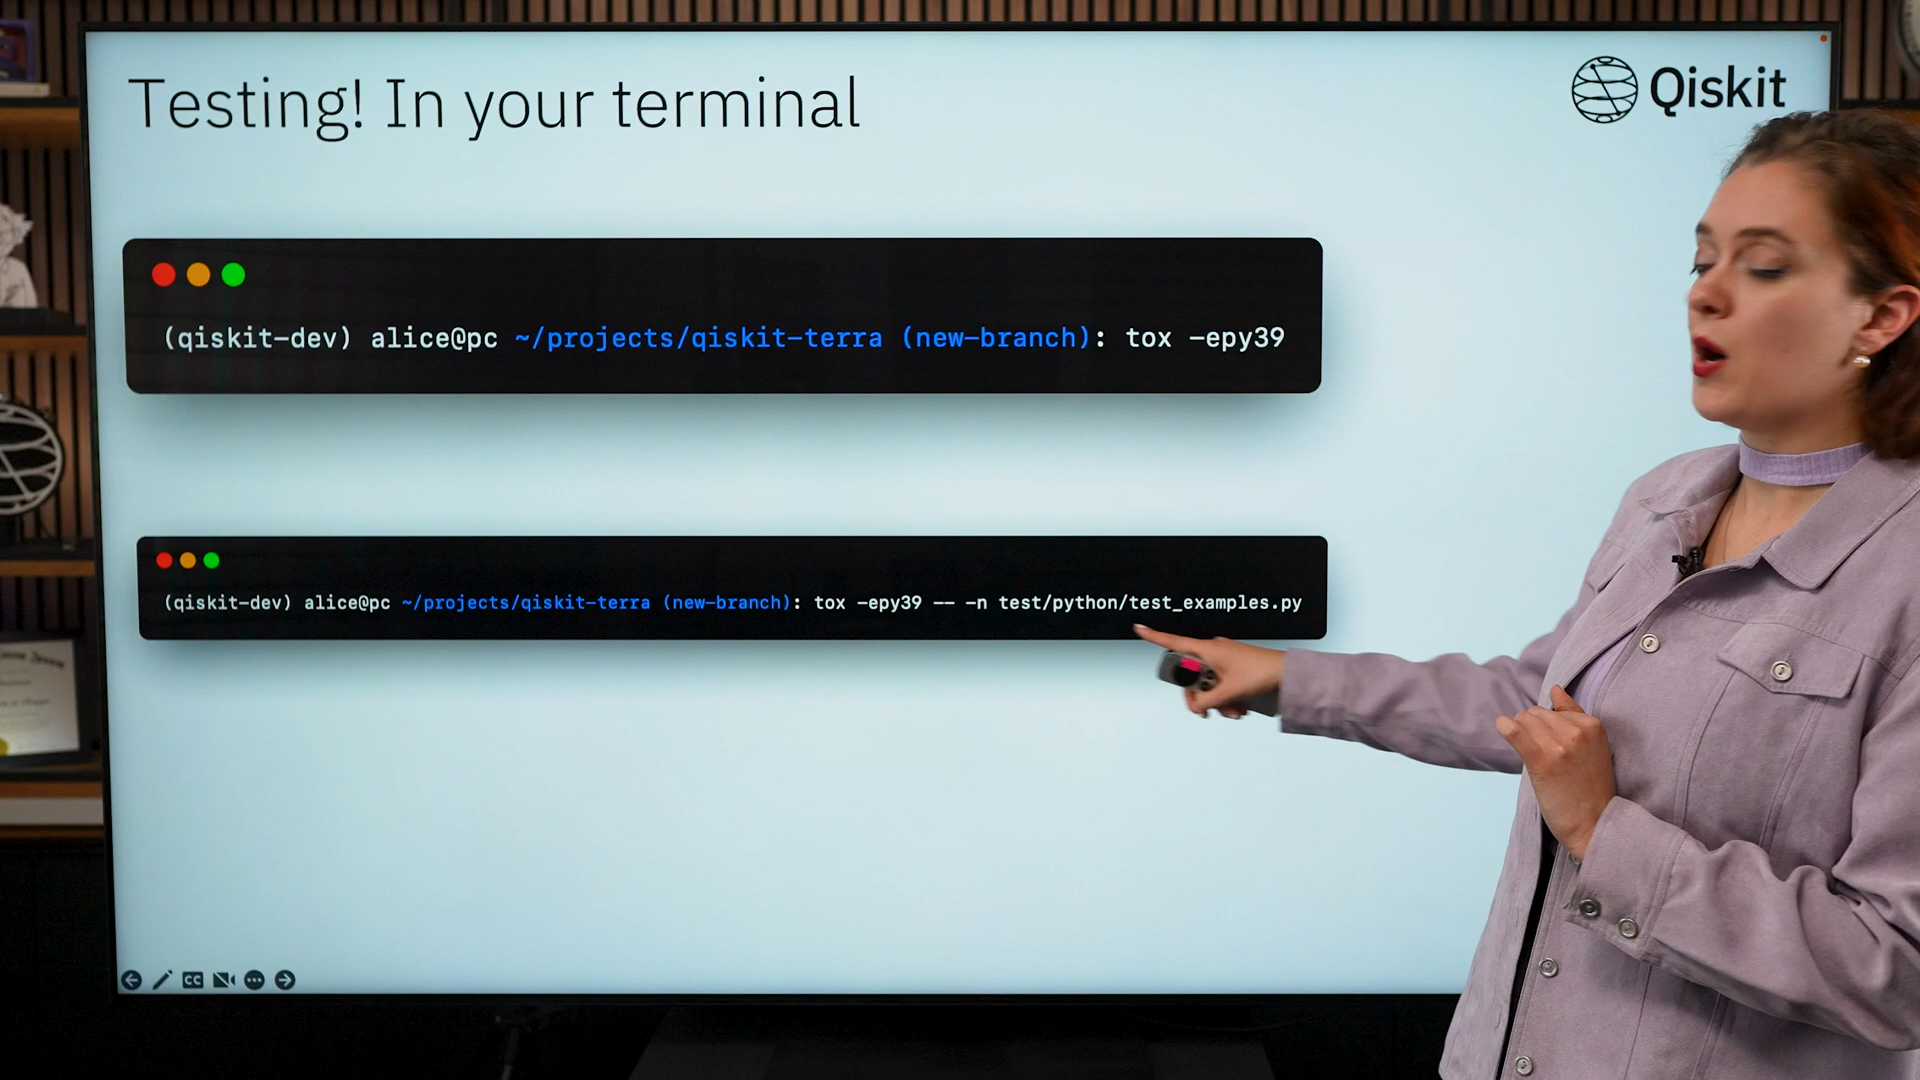 Testing! In your terminal
Qiskit
(qiskit-dev) alice@pc ~/projects/qiskit-terra (new-branch): tox -epy39
(qiskit-dev) alice@pc ~/projects/qiskit-terra (new-branch): tox -epy39 -- -n test/python/test_examples.py
CC